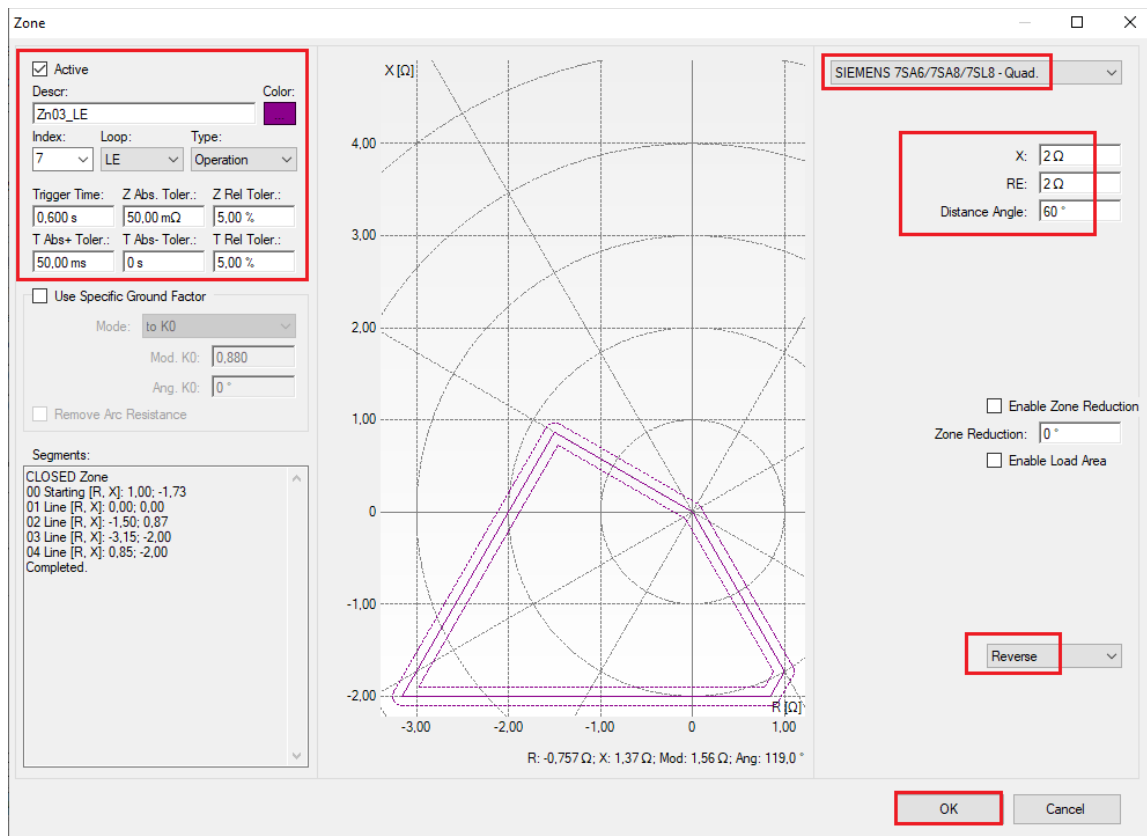 Zone
Active
Descr: Color:
Zn03_LE ...
Index: Loop: Type:
7 LE Operation
Trigger Time: Z Abs. Toler.: Z Rel Toler.:
0,600 s 50,00 mΩ 5,00 %
T Abs+ Toler.: T Abs- Toler.: T Rel Toler.:
50,00 ms 0 s 5,00 %
Use Specific Ground Factor
Mode: to K0
Mod. K0: 0,880
Ang. K0: 0 °
Remove Arc Resistance
Segments:
CLOSED Zone
00 Starting [R, X]: 1,00; -1,73
01 Line [R, X]: 0,00; 0,00
02 Line [R, X]: -1,50; 0,87
03 Line [R, X]: -3,15; -2,00
04 Line [R, X]: 0,85; -2,00
Completed.
X [Ω]
4,00
3,00
2,00
1,00
0
-1,00
-2,00
R [Ω]
-3,00 -2,00 -1,00 0 1,00
R: -0,757 Ω; X: 1,37 Ω; Mod: 1,56 Ω; Ang: 119,0 °
SIEMENS 7SA6/7SA8/7SL8 - Quad.
X: 2 Ω
RE: 2 Ω
Distance Angle: 60 °
Enable Zone Reduction
Zone Reduction: 0 °
Enable Load Area
Reverse
OK Cancel